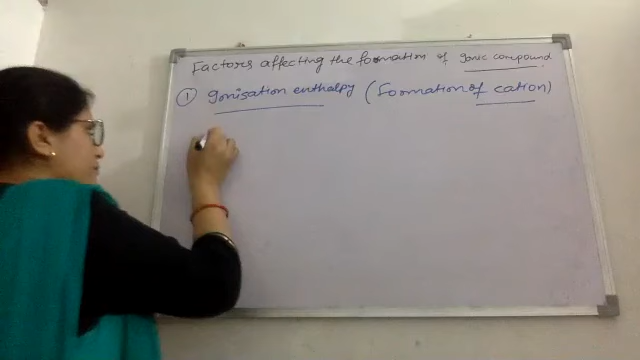 Factors affecting the formation of Ionic compound.
① Ionisation enthalpy (Formation of cation)